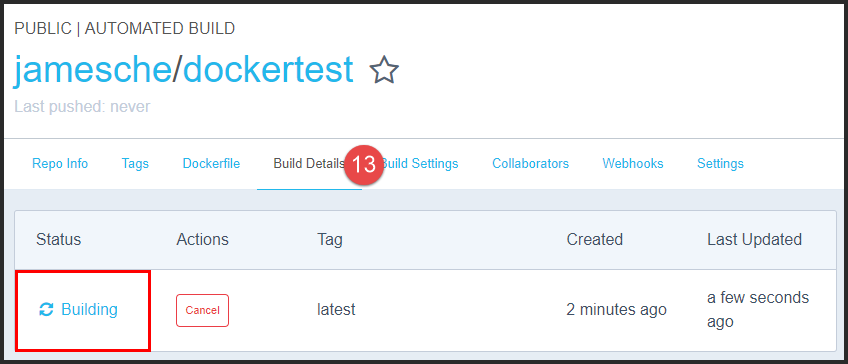 PUBLIC | AUTOMATED BUILD
jamesche/dockertest
Last pushed: never
Repo Info Tags Dockerfile Build Details 13 Build Settings Collaborators Webhooks Settings
Status Actions Tag Created Last Updated
Building Cancel latest 2 minutes ago a few seconds
ago